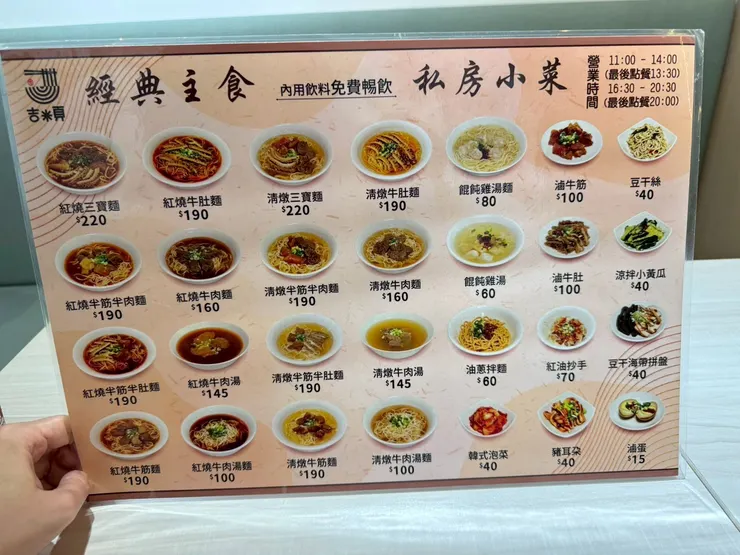 吉米頁
經典主食
內用飲料免費暢飲
私房小菜
營業時間
11:00 - 14:00
(最後點餐13:30)
16:30 - 20:30
(最後點餐20:00)
紅燒三寶麵
$220
紅燒牛肚麵
$190
清燉三寶麵
$220
清燉牛肚麵
$190
餛飩雞湯麵
$80
滷牛筋
$100
豆干絲
$40
紅燒半筋半肉麵
$190
紅燒牛肉麵
$160
清燉半筋半肉麵
$190
清燉牛肉麵
$160
餛飩雞湯
$60
滷牛肚
$100
涼拌小黃瓜
$40
紅燒半筋半肚麵
$190
紅燒牛肉湯
$145
清燉半筋半肚麵
$190
清燉牛肉湯
$145
油蔥拌麵
$60
紅油抄手
$70
豆干海帶拼盤
$40
紅燒牛筋麵
$190
紅燒牛肉湯麵
$100
清燉牛筋麵
$190
清燉牛肉湯麵
$100
韓式泡菜
$40
豬耳朵
$40
滷蛋
$15